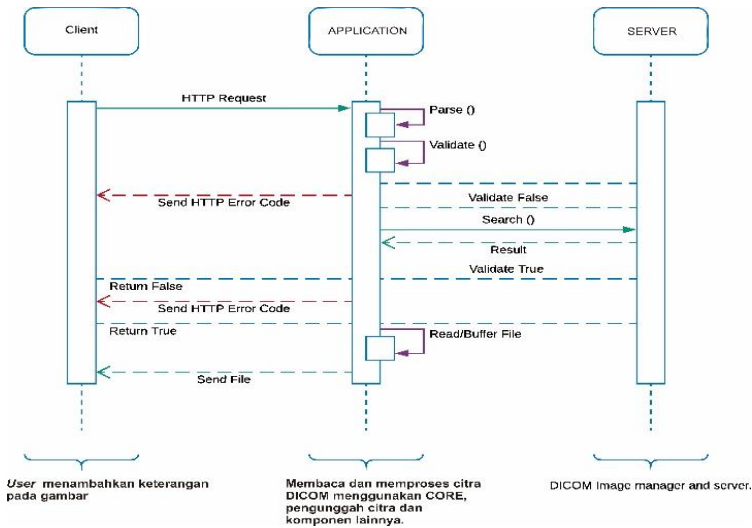 Client
APPLICATION
SERVER
HTTP Request
Parse ()
Validate ()
Send HTTP Error Code
Validate False
Search ()
Result
Validate True
Return False
Send HTTP Error Code
Return True
Read/Buffer File
Send File
User menambahkan keterangan
pada gambar
Membaca dan memproses citra
DICOM menggunakan CORE,
pengunggah citra dan
komponen lainnya.
DICOM Image manager and server.